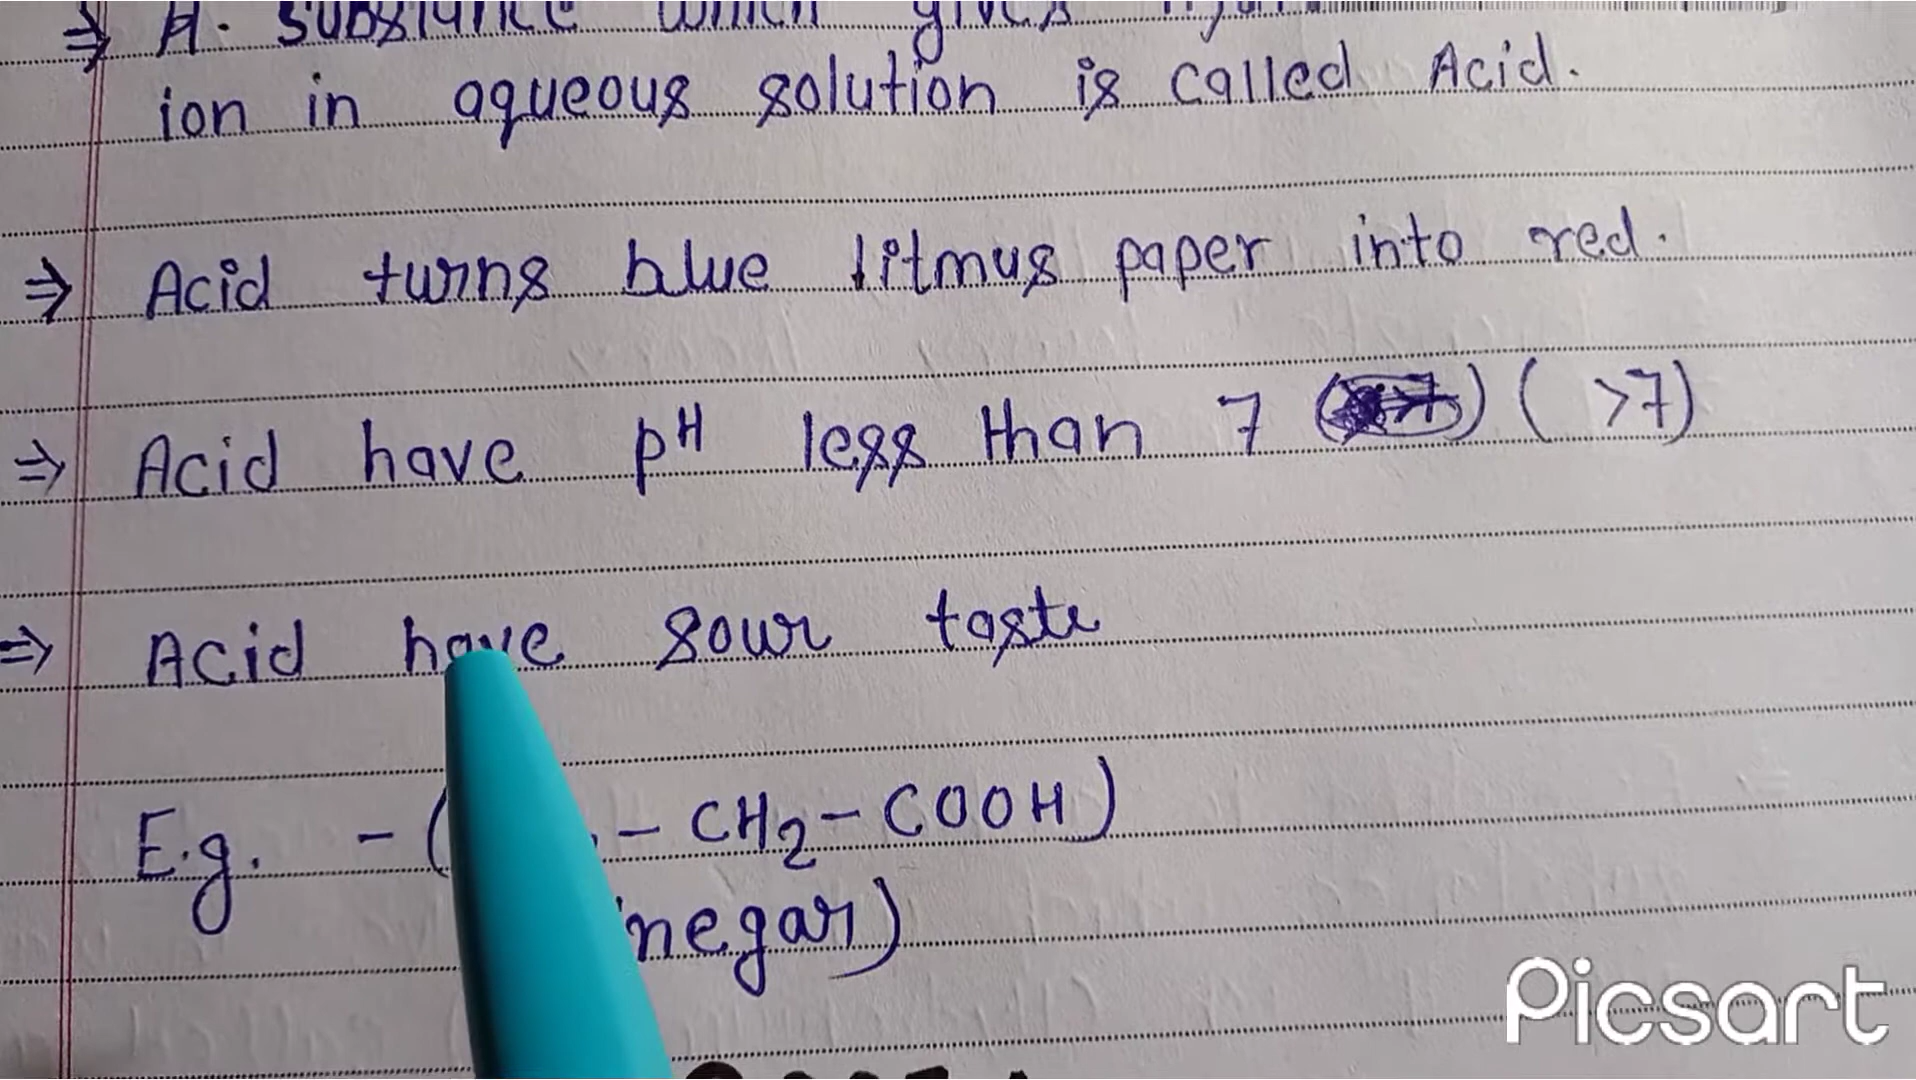 ⇒ A. substance which gives
ion in aqueous solution is called Acid.
⇒ Acid turns blue litmus paper into red.
⇒ Acid have pH less than 7 ( >7)
⇒ Acid have sour taste
E.g. - ( - CH2 - COOH)
inegar)
Picsart